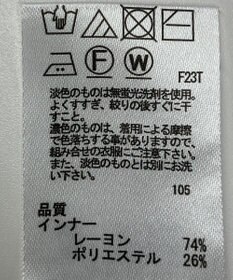 F W
F23T
淡色のものは無蛍光洗剤を使用。
よくすすぎ、絞りの後すぐに干
すこと。
濃色のものは、着用による摩擦
で色落ちする事がありますので、
組み合せの衣服にご注意下さい。
また、淡色のものとは別にお洗
い下さい。
105
品質
インナー
レーヨン 74%
ポリエステル 26%